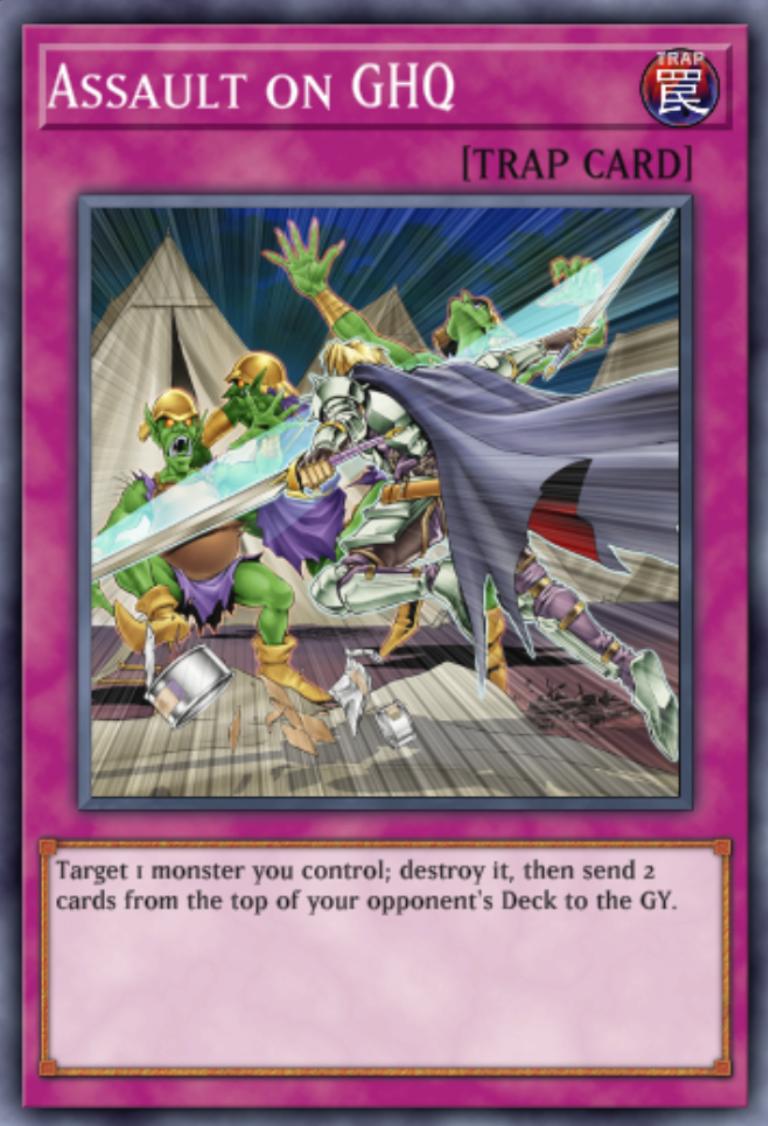 Assault on GHQ
TRAP
罠
[TRAP CARD]
Target 1 monster you control; destroy it, then send 2
cards from the top of your opponent's Deck to the GY.